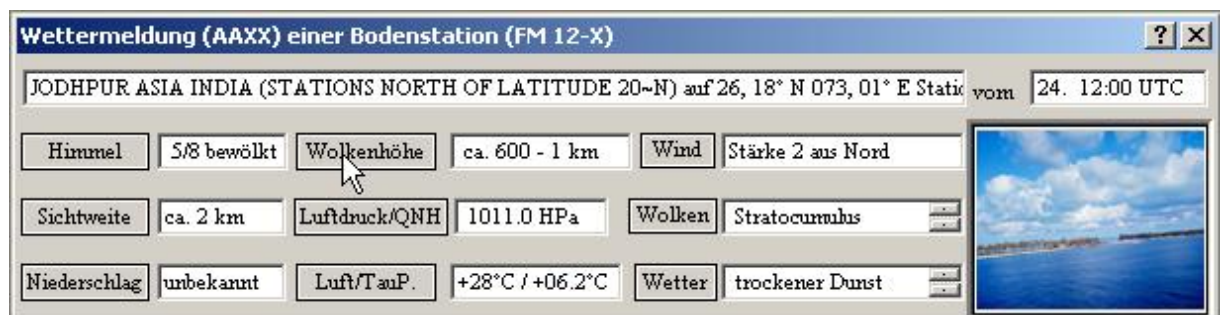 Wettermeldung (AAXX) einer Bodenstation (FM 12-X) ? X
JODHPUR ASIA INDIA (STATIONS NORTH OF LATITUDE 20~N) auf 26, 18° N 073, 01° E Static vom 24. 12:00 UTC
Himmel 5/8 bewölkt Wolkenhöhe ca. 600 - 1 km Wind Stärke 2 aus Nord
Sichtweite ca. 2 km Luftdruck/QNH 1011.0 HPa Wolken Stratocumulus
Niederschlag unbekannt Luft/TauP. +28°C / +06.2°C Wetter trockener Dunst